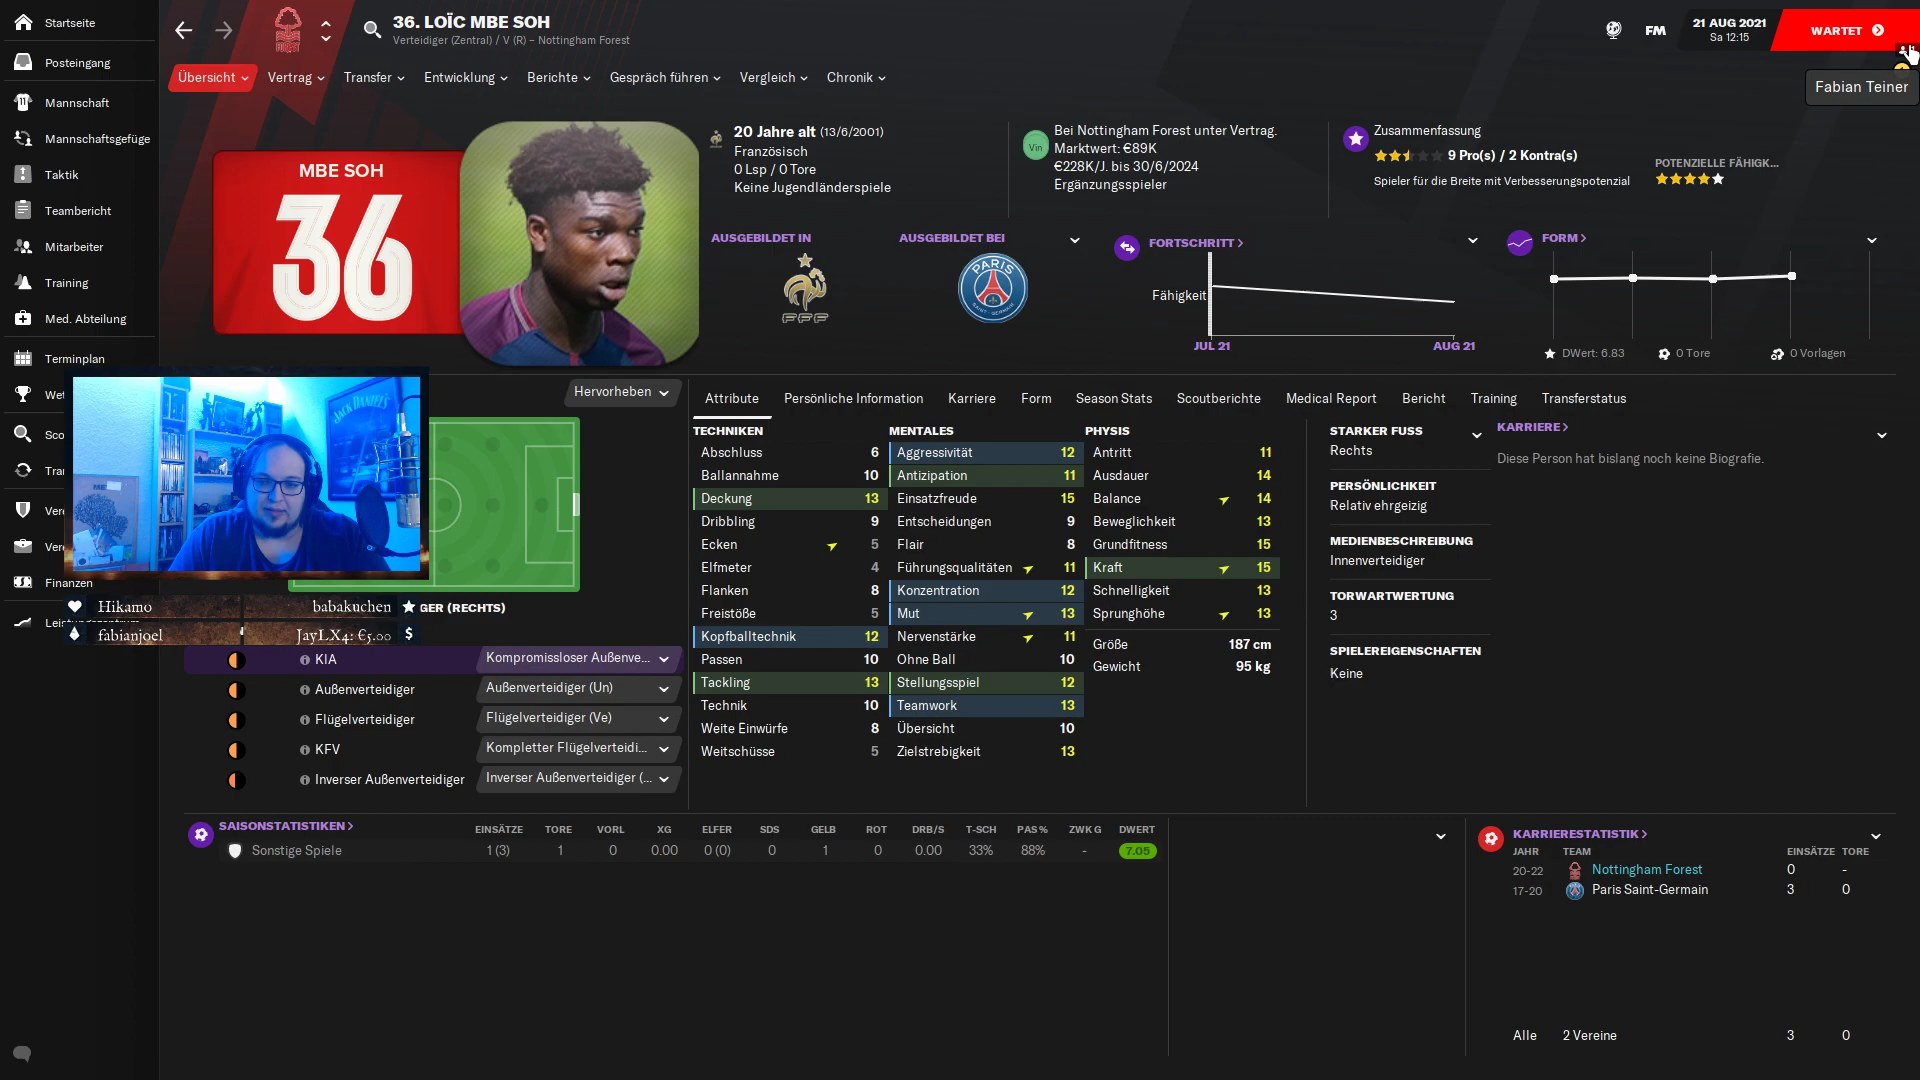 Startseite
Posteingang
Mannschaft
Mannschaftsgefüge
Taktik
Teambericht
Mitarbeiter
Training
Med. Abteilung
Terminplan
Finanzen
36. LOÏC MBE SOH
Verteidiger (Zentral) / V (R) – Nottingham Forest
FM
21 AUG 2021
Sa 12:15
WARTET
Fabian Teiner
Übersicht Vertrag Transfer Entwicklung Berichte Gespräch führen Vergleich Chronik
MBE SOH
36
20 Jahre alt (13/6/2001)
Französisch
0 Lsp / 0 Tore
Keine Jugendländerspiele
Vin
Bei Nottingham Forest unter Vertrag.
Marktwert: €89K
€228K/J. bis 30/6/2024
Ergänzungsspieler
Zusammenfassung
9 Pro(s) / 2 Kontra(s)
Spieler für die Breite mit Verbesserungspotenzial
POTENZIELLE FÄHIGK...
AUSGEBILDET IN
FFF
AUSGEBILDET BEI
PARIS
SAINT-GERMAIN
FORTSCHRITT
Fähigkeit
JUL 21 AUG 21
FORM
DWert: 6.83 0 Tore 0 Vorlagen
JACK DANIEL'S
Hikamo babakuchen
fabianjoel JayLX4: €5.00
Hervorheben
GER (RECHTS)
KIA Kompromissloser Außenve...
Außenverteidiger Außenverteidiger (Un)
Flügelverteidiger Flügelverteidiger (Ve)
KFV Kompletter Flügelverteidi...
Inverser Außenverteidiger Inverser Außenverteidiger (...
Attribute Persönliche Information Karriere Form Season Stats Scoutberichte Medical Report Bericht Training Transferstatus
TECHNIKEN
Abschluss 6
Ballannahme 10
Deckung 13
Dribbling 9
Ecken 5
Elfmeter 4
Flanken 8
Freistöße 5
Kopfballtechnik 12
Passen 10
Tackling 13
Technik 10
Weite Einwürfe 8
Weitschüsse 5
MENTALES
Aggressivität 12
Antizipation 11
Einsatzfreude 15
Entscheidungen 9
Flair 8
Führungsqualitäten 11
Konzentration 12
Mut 13
Nervenstärke 11
Ohne Ball 10
Stellungsspiel 12
Teamwork 13
Übersicht 10
Zielstrebigkeit 13
PHYSIS
Antritt 11
Ausdauer 14
Balance 14
Beweglichkeit 13
Grundfitness 15
Kraft 15
Schnelligkeit 13
Sprunghöhe 13
Größe 187 cm
Gewicht 95 kg
STARKER FUSS
Rechts
PERSÖNLICHKEIT
Relativ ehrgeizig
MEDIENBESCHREIBUNG
Innenverteidiger
TORWARTWERTUNG
3
SPIELEREIGENSCHAFTEN
Keine
KARRIERE
Diese Person hat bislang noch keine Biografie.
SAISONSTATISTIKEN EINSÄTZE TORE VORL XG ELFER SDS GELB ROT DRB/S T-SCH PAS % ZWK G DWERT
Sonstige Spiele 1 (3) 1 0 0.00 0 (0) 0 1 0 0.00 33% 88% - 7.05
KARRIERESTATISTIK
JAHR TEAM EINSÄTZE TORE
20-22 Nottingham Forest 0 -
17-20 Paris Saint-Germain 3 0
Alle 2 Vereine 3 0